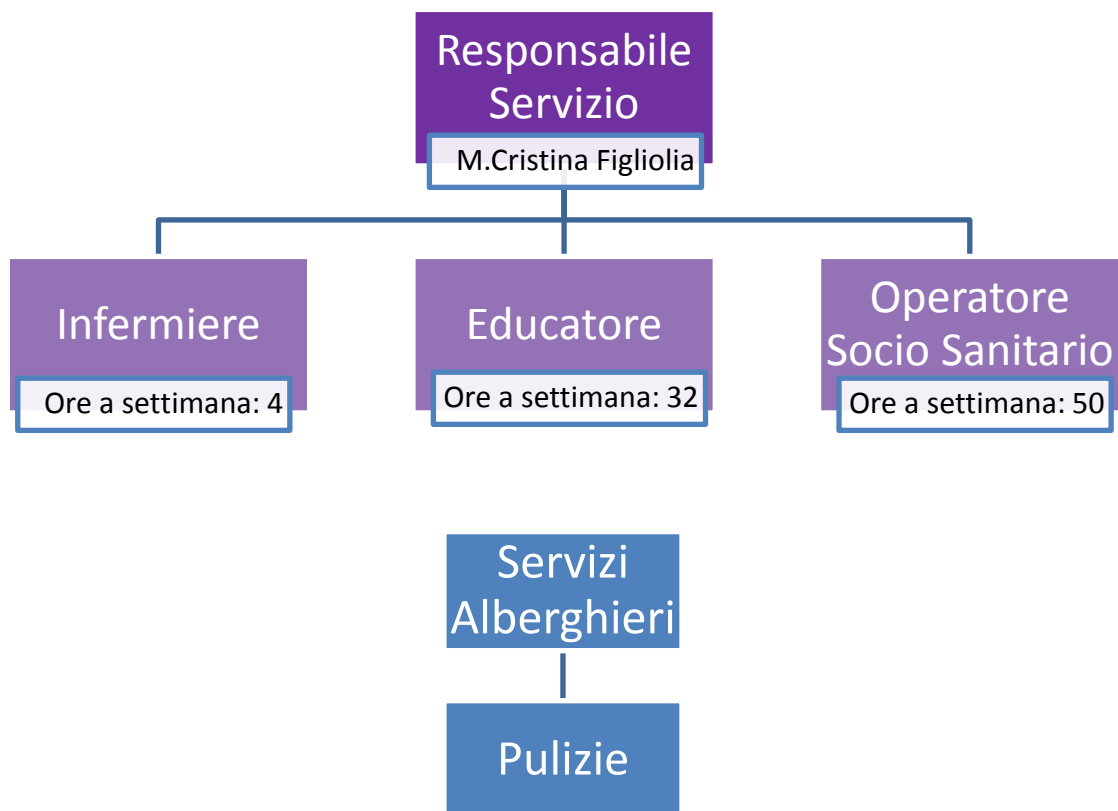 Responsabile
Servizio
M.Cristina Figliolia
Infermiere
Ore a settimana: 4
Educatore
Ore a settimana: 32
Operatore
Socio Sanitario
Ore a settimana: 50
Servizi
Alberghieri
Pulizie